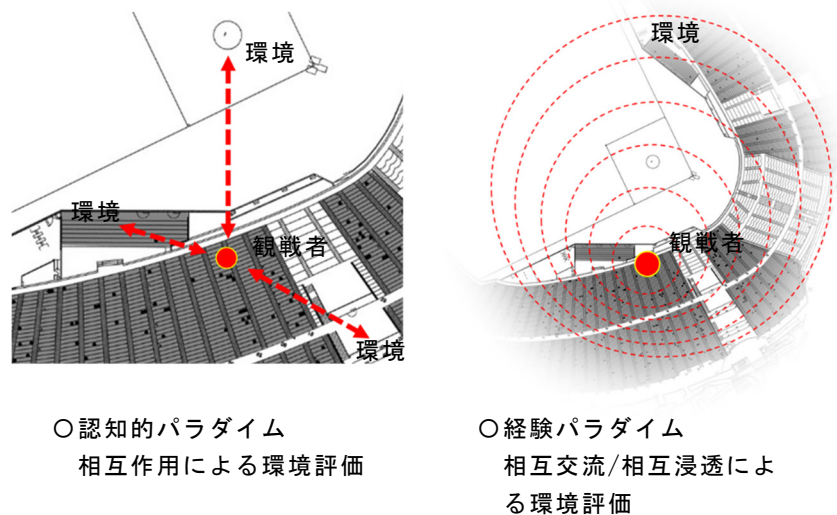 環境
環境
観戦者
環境
○認知的パラダイム
相互作用による環境評価
環境
観戦者
○経験パラダイム
相互交流/相互浸透によ
る環境評価